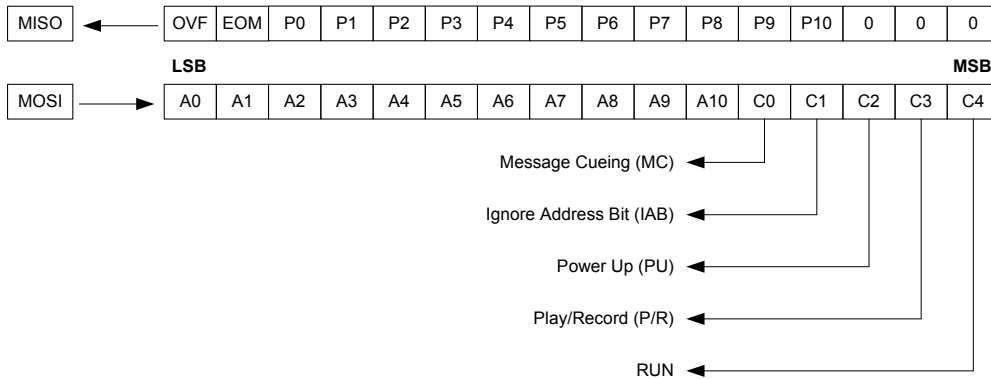 MISO OVF EOM P0 P1 P2 P3 P4 P5 P6 P7 P8 P9 P10 0 0 0
LSB MSB
MOSI A0 A1 A2 A3 A4 A5 A6 A7 A8 A9 A10 C0 C1 C2 C3 C4
Message Cueing (MC)
Ignore Address Bit (IAB)
Power Up (PU)
Play/Record (P/R)
RUN